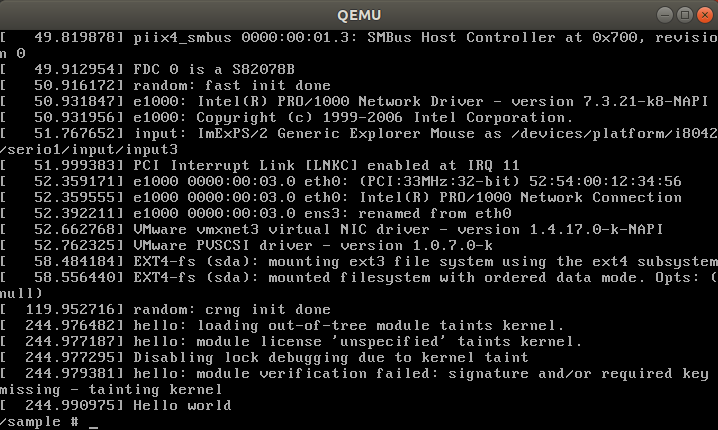 QEMU
[   49.819878] piix4_smbus 0000:00:01.3: SMBus Host Controller at 0x700, revisio
n 0
[   49.912954] FDC 0 is a S82078B
[   50.916172] random: fast init done
[   50.931847] e1000: Intel(R) PRO/1000 Network Driver - version 7.3.21-k8-NAPI
[   50.931956] e1000: Copyright (c) 1999-2006 Intel Corporation.
[   51.767652] input: ImExPS/2 Generic Explorer Mouse as /devices/platform/i8042
/serio1/input/input3
[   51.999383] PCI Interrupt Link [LNKC] enabled at IRQ 11
[   52.359171] e1000 0000:00:03.0 eth0: (PCI:33MHz:32-bit) 52:54:00:12:34:56
[   52.359555] e1000 0000:00:03.0 eth0: Intel(R) PRO/1000 Network Connection
[   52.392211] e1000 0000:00:03.0 ens3: renamed from eth0
[   52.662768] VMware vmxnet3 virtual NIC driver - version 1.4.17.0-k-NAPI
[   52.762325] VMware PVSCSI driver - version 1.0.7.0-k
[   58.484184] EXT4-fs (sda): mounting ext3 file system using the ext4 subsystem
[   58.556440] EXT4-fs (sda): mounted filesystem with ordered data mode. Opts: (
null)
[  119.952716] random: crng init done
[  244.976482] hello: loading out-of-tree module taints kernel.
[  244.977187] hello: module license 'unspecified' taints kernel.
[  244.977295] Disabling lock debugging due to kernel taint
[  244.979381] hello: module verification failed: signature and/or required key
missing - tainting kernel
[  244.990975] Hello world
/sample # _